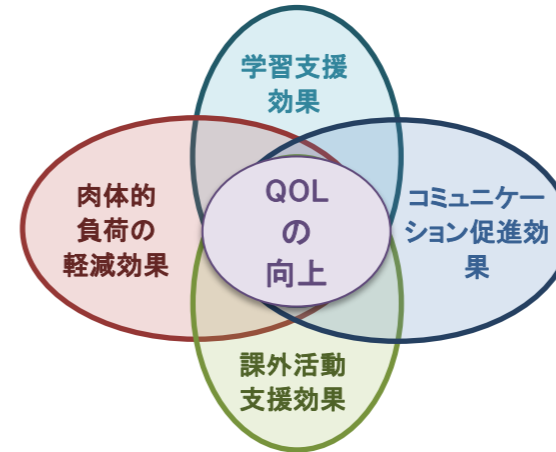 学習支援
効果
肉体的
負荷の
軽減効果
QOL
の
向上
コミュニケー
ション促進効
果
課外活動
支援効果